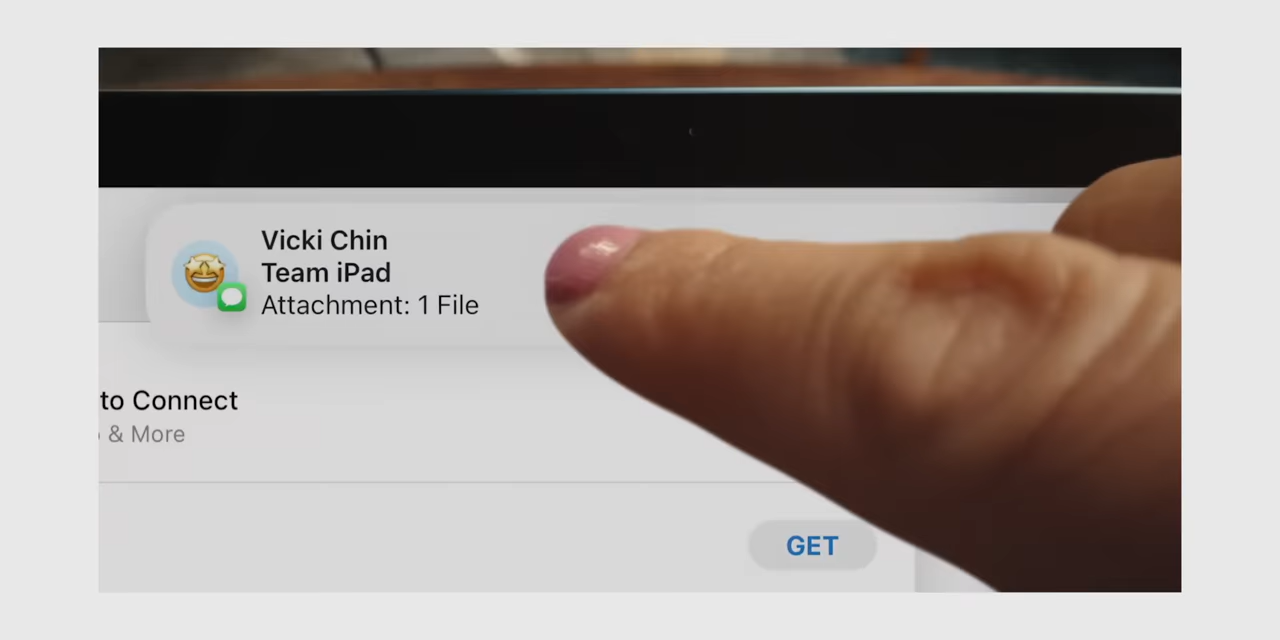 Vicki Chin
Team iPad
Attachment: 1 File
to Connect
& More
GET